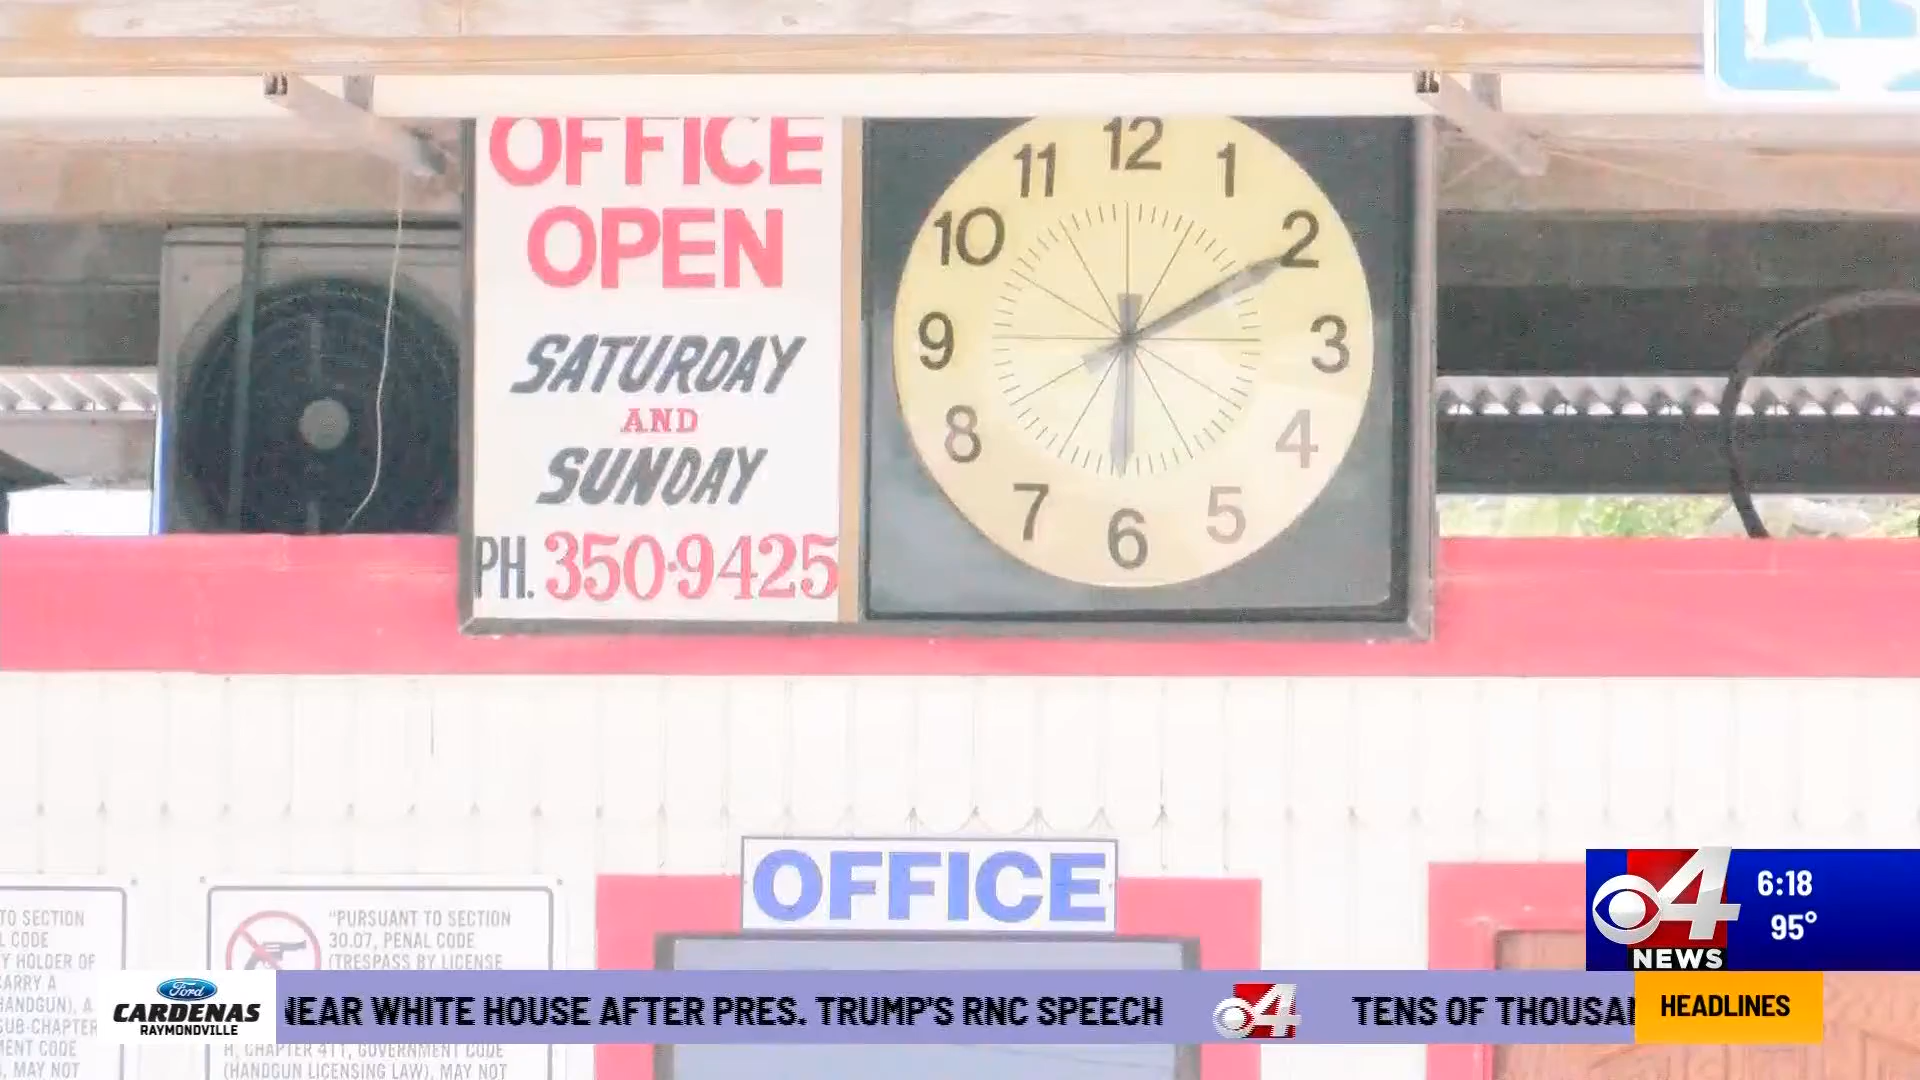 OFFICE
OPEN
SATURDAY
AND
SUNDAY
PH. 350-9425
12
1
2
3
4
5
6
7
8
9
10
11
OFFICE
TO SECTION
CODE
Y HOLDER OF
CARRY A
HANDGUN), A
SUB-CHAPTER
MENT CODE
, MAY NOT
"PURSUANT TO SECTION
30.07, PENAL CODE
(TRESPASS BY LICENSE
H, CHAPTER 411, GOVERNMENT CODE
(HANDGUN LICENSING LAW), MAY NOT
4
NEWS
6:18
95°
Ford
CARDENAS
RAYMONDVILLE
NEAR WHITE HOUSE AFTER PRES. TRUMP'S RNC SPEECH
4
TENS OF THOUSAN
HEADLINES